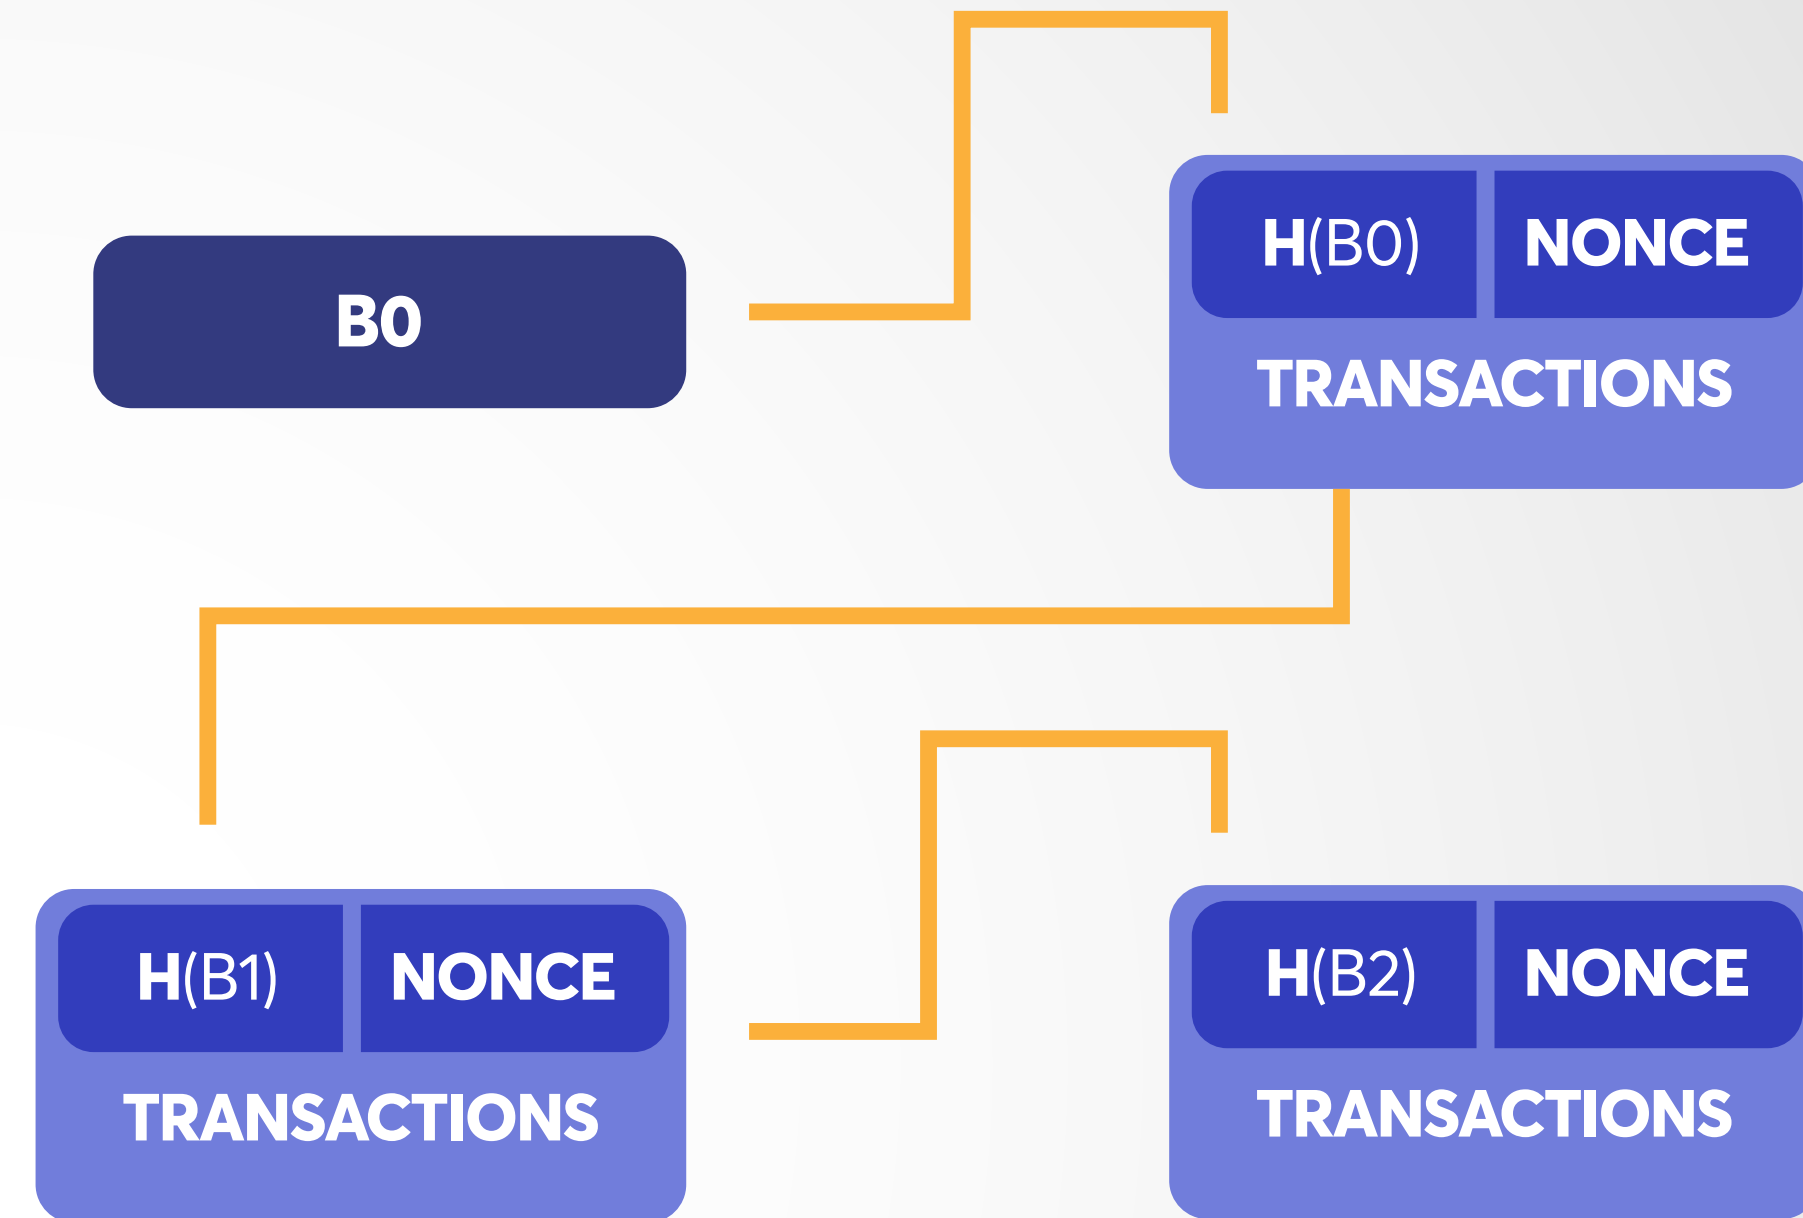 B0
H(B0) NONCE
TRANSACTIONS
H(B1) NONCE
TRANSACTIONS
H(B2) NONCE
TRANSACTIONS